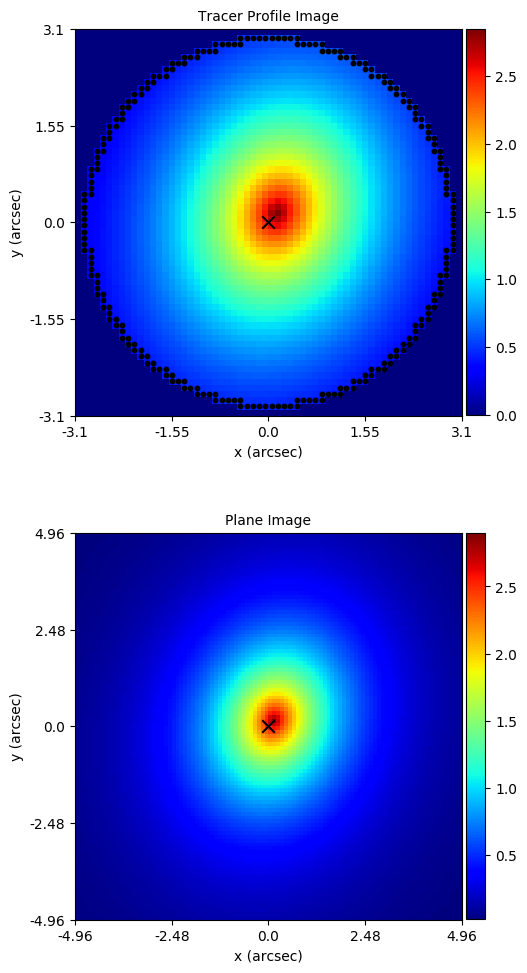 Tracer Profile Image
3.1
1.55
0.0
-1.55
-3.1
y (arcsec)
-3.1 -1.55 0.0 1.55 3.1
x (arcsec)
2.5
2.0
1.5
1.0
0.5
0.0
Plane Image
4.96
2.48
0.0
-2.48
-4.96
y (arcsec)
-4.96 -2.48 0.0 2.48 4.96
x (arcsec)
2.5
2.0
1.5
1.0
0.5